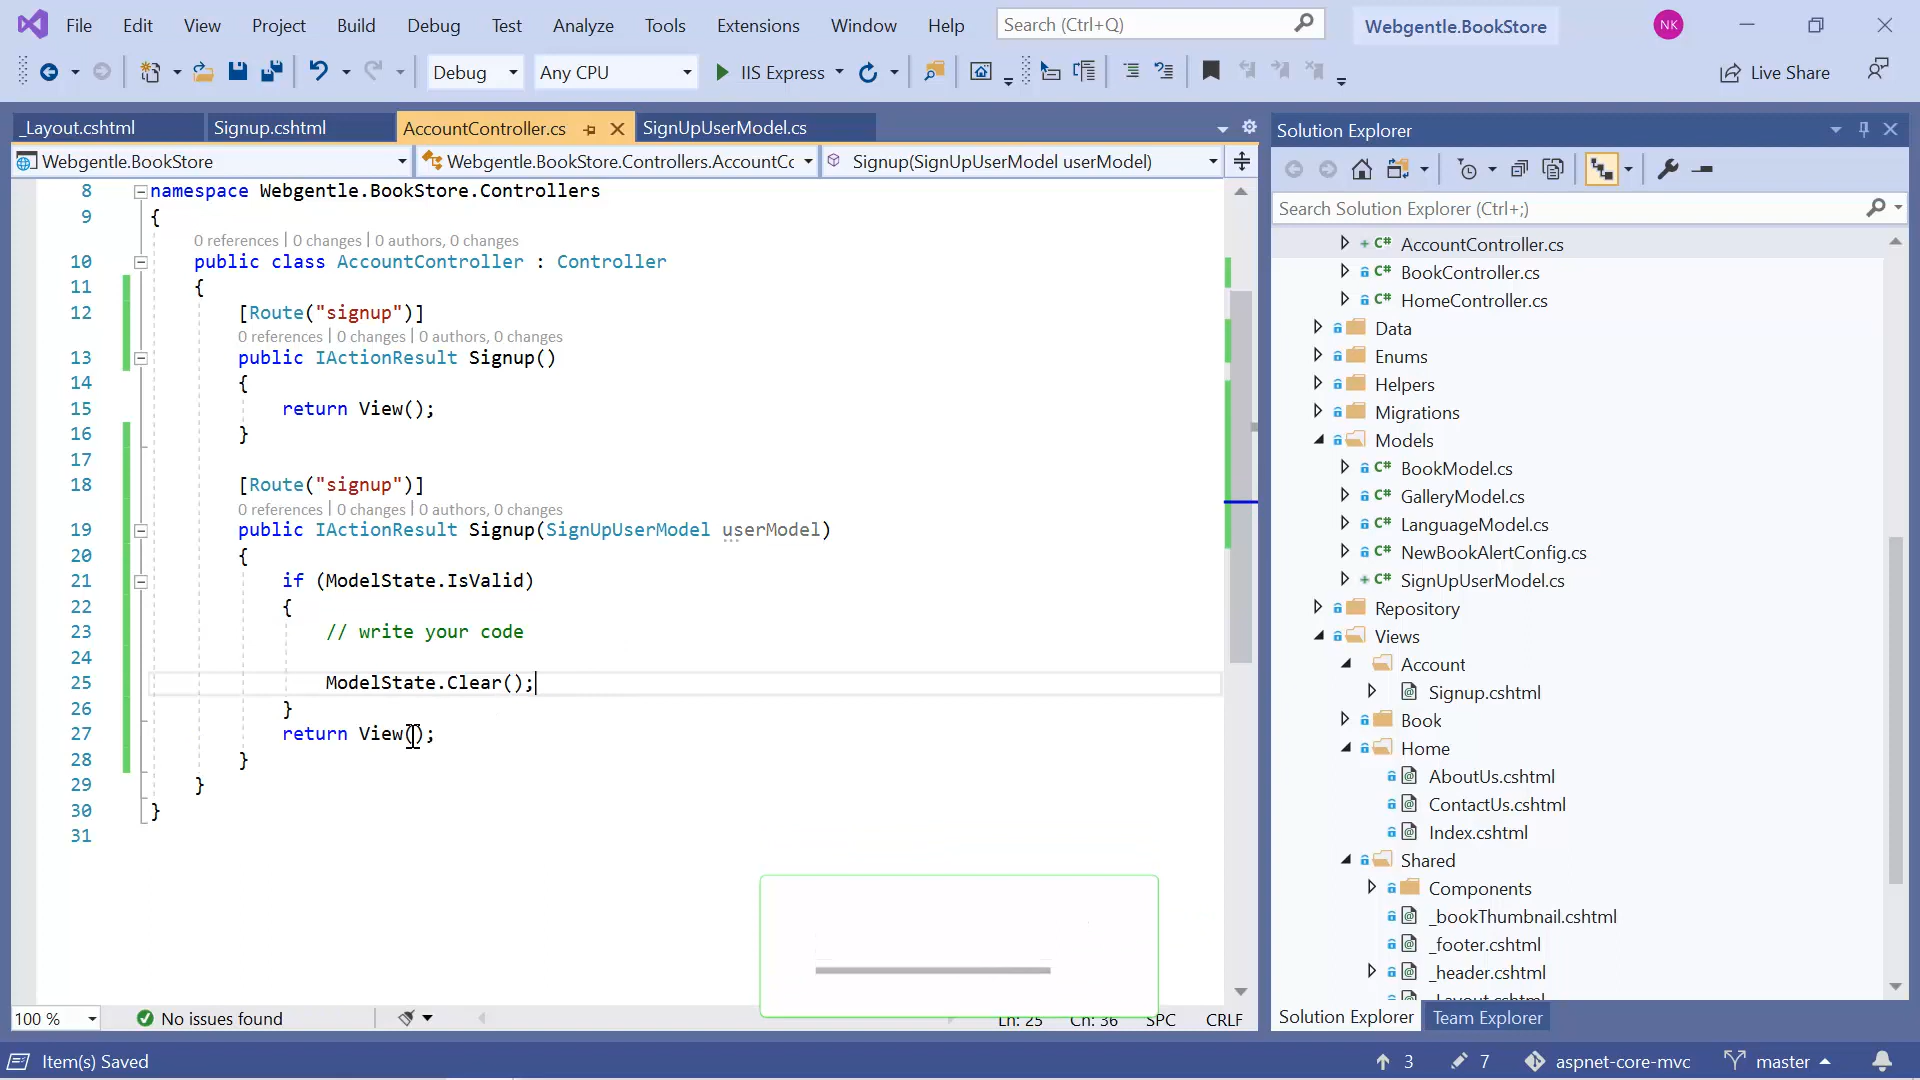 File Edit View Project Build Debug Test Analyze Tools Extensions Window Help Search (Ctrl+Q) Webgentle.BookStore NK
Debug Any CPU IIS Express Live Share
_Layout.cshtml Signup.cshtml AccountController.cs SignUpUserModel.cs
Webgentle.BookStore Webgentle.BookStore.Controllers.AccountCc Signup(SignUpUserModel userModel)
8 namespace Webgentle.BookStore.Controllers
9 {
0 references | 0 changes | 0 authors, 0 changes
10 public class AccountController : Controller
11 {
12 [Route("signup")]
0 references | 0 changes | 0 authors, 0 changes
13 public IActionResult Signup()
14 {
15 return View();
16 }
17
18 [Route("signup")]
0 references | 0 changes | 0 authors, 0 changes
19 public IActionResult Signup(SignUpUserModel userModel)
20 {
21 if (ModelState.IsValid)
22 {
23 // write your code
24
25 ModelState.Clear();
26 }
27 return View();
28 }
29 }
30 }
31
100 % No issues found Ln: 25 Ch: 36 SPC CRLF
Solution Explorer
Search Solution Explorer (Ctrl+;)
C# AccountController.cs
C# BookController.cs
C# HomeController.cs
Data
Enums
Helpers
Migrations
Models
C# BookModel.cs
C# GalleryModel.cs
C# LanguageModel.cs
C# NewBookAlertConfig.cs
C# SignUpUserModel.cs
Repository
Views
Account
Signup.cshtml
Book
Home
AboutUs.cshtml
ContactUs.cshtml
Index.cshtml
Shared
Components
_bookThumbnail.cshtml
_footer.cshtml
_header.cshtml
_Layout.cshtml
Solution Explorer Team Explorer
Item(s) Saved 3 7 aspnet-core-mvc master